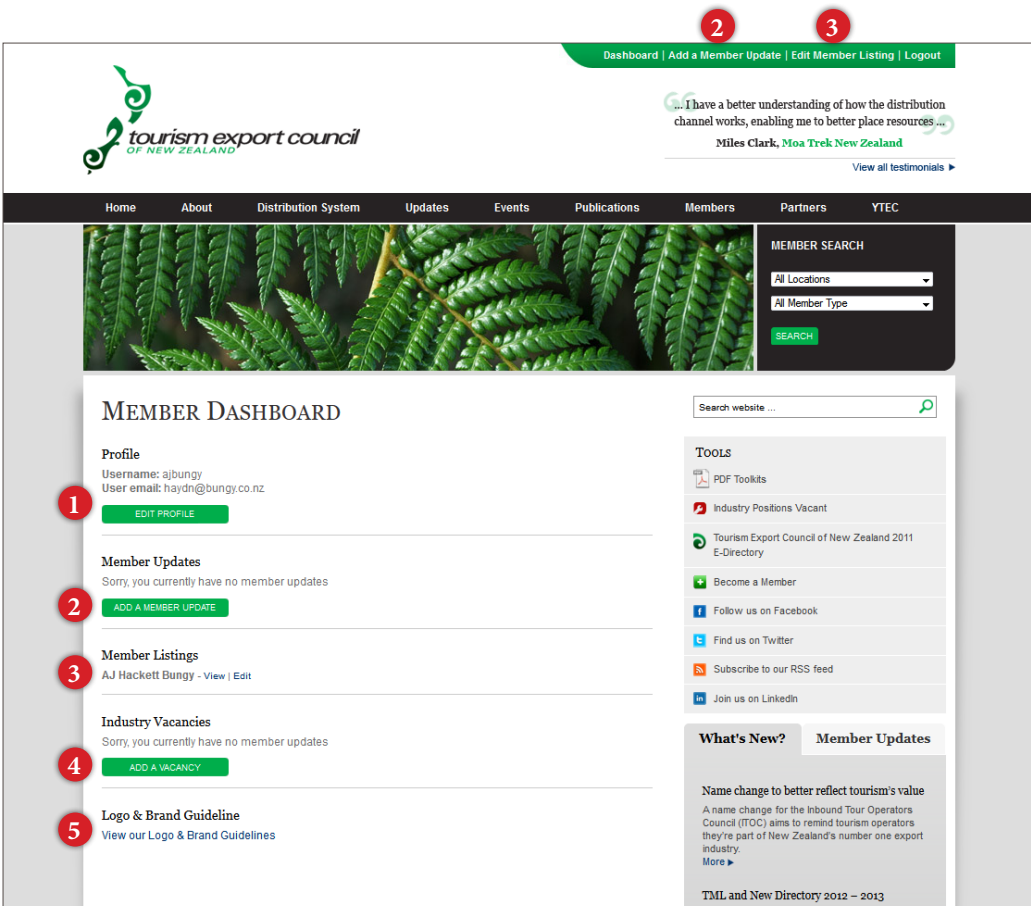 2
3
Dashboard | Add a Member Update | Edit Member Listing | Logout
tourism export council
OF NEW ZEALAND
... I have a better understanding of how the distribution
channel works, enabling me to better place resources ...
Miles Clark, Moa Trek New Zealand
View all testimonials
Home About Distribution System Updates Events Publications Members Partners YTEC
MEMBER SEARCH
All Locations
All Member Type
SEARCH
MEMBER DASHBOARD
Profile
Username: ajbungy
User email: haydn@bungy.co.nz
1
EDIT PROFILE
Member Updates
Sorry, you currently have no member updates
2
ADD A MEMBER UPDATE
Member Listings
3
AJ Hackett Bungy - View | Edit
Industry Vacancies
Sorry, you currently have no member updates
4
ADD A VACANCY
Logo & Brand Guideline
5
View our Logo & Brand Guidelines
Search website ...
TOOLS
PDF Toolkits
Industry Positions Vacant
Tourism Export Council of New Zealand 2011
E-Directory
Become a Member
Follow us on Facebook
Find us on Twitter
Subscribe to our RSS feed
Join us on LinkedIn
What's New? Member Updates
Name change to better reflect tourism's value
A name change for the Inbound Tour Operators
Council (ITOC) aims to remind tourism operators
they're part of New Zealand's number one export
industry.
More
TML and New Directory 2012 – 2013